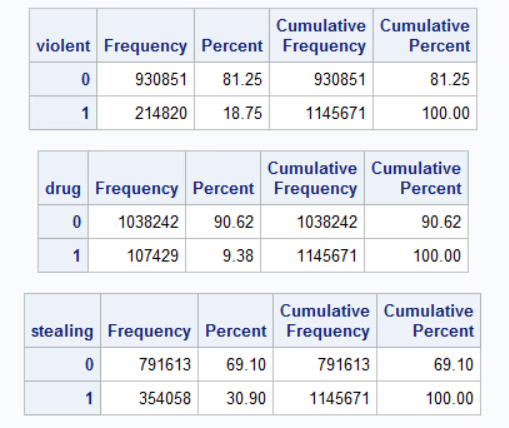 Cumulative Cumulative
violent Frequency Percent Frequency Percent
0 930851 81.25 930851 81.25
1 214820 18.75 1145671 100.00
Cumulative Cumulative
drug Frequency Percent Frequency Percent
0 1038242 90.62 1038242 90.62
1 107429 9.38 1145671 100.00
Cumulative Cumulative
stealing Frequency Percent Frequency Percent
0 791613 69.10 791613 69.10
1 354058 30.90 1145671 100.00